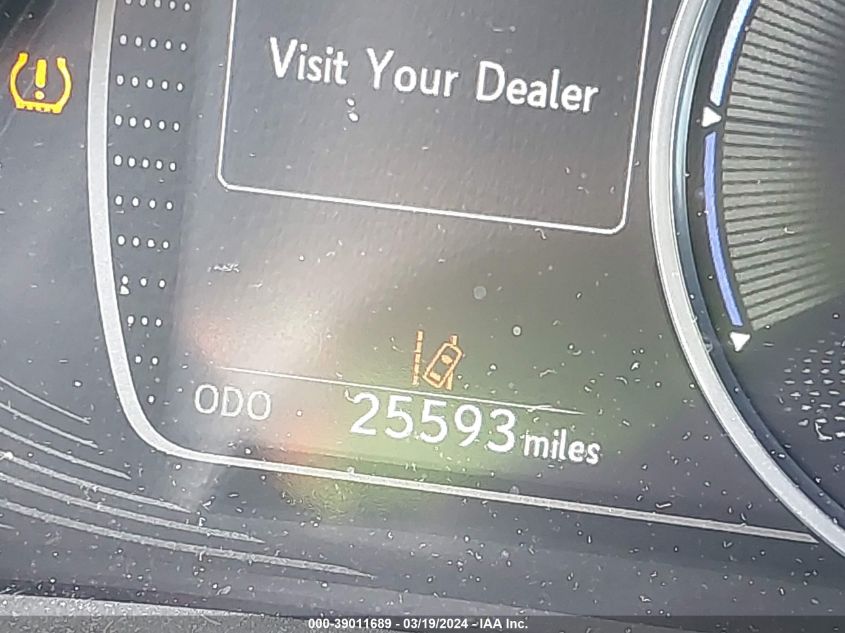 Visit Your Dealer
ODO 25593 miles
000-39011689 - 03/19/2024 - IAA Inc.